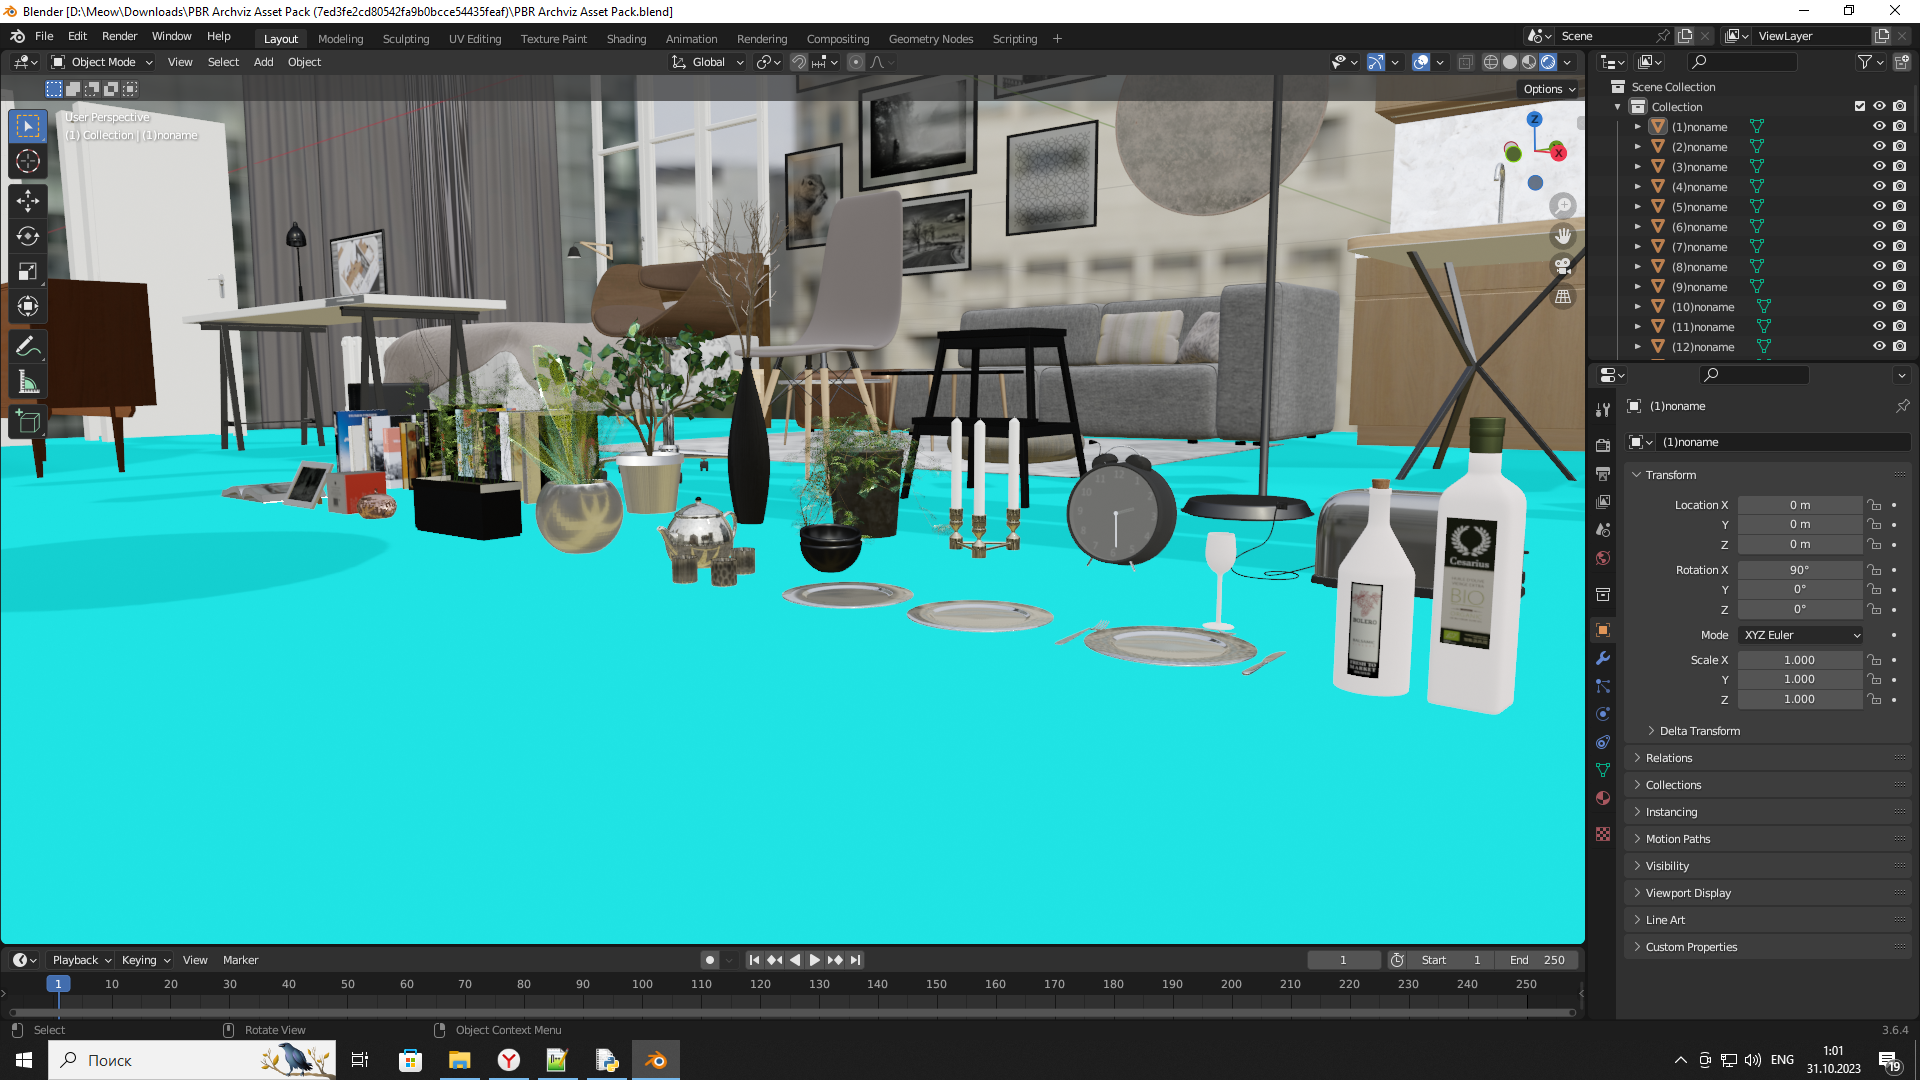 Blender [D:\Meow\Downloads\PBR Archviz Asset Pack (7ed3fe2cd80542fa9b0bcce54435feaf)\PBR Archviz Asset Pack.blend]
File Edit Render Window Help Layout Modeling Sculpting UV Editing Texture Paint Shading Animation Rendering Compositing Geometry Nodes Scripting + Scene ViewLayer
Object Mode View Select Add Object Global
Options
User Perspective
(1) Collection | (1)noname
Z
X
Scene Collection
Collection
(1)noname
(2)noname
(3)noname
(4)noname
(5)noname
(6)noname
(7)noname
(8)noname
(9)noname
(10)noname
(11)noname
(12)noname
(1)noname
(1)noname
Transform
Location X 0 m
Y 0 m
Z 0 m
Rotation X 90°
Y 0°
Z 0°
Mode XYZ Euler
Scale X 1.000
Y 1.000
Z 1.000
Delta Transform
Relations
Collections
Instancing
Motion Paths
Visibility
Viewport Display
Line Art
Custom Properties
Cesarius
BIO
BOLERO
FROM TO
MARKET
Playback Keying View Marker 1 Start 1 End 250
1 10 20 30 40 50 60 70 80 90 100 110 120 130 140 150 160 170 180 190 200 210 220 230 240 250
Select Rotate View Object Context Menu 3.6.4
Поиск ENG 1:01
31.10.2023
19